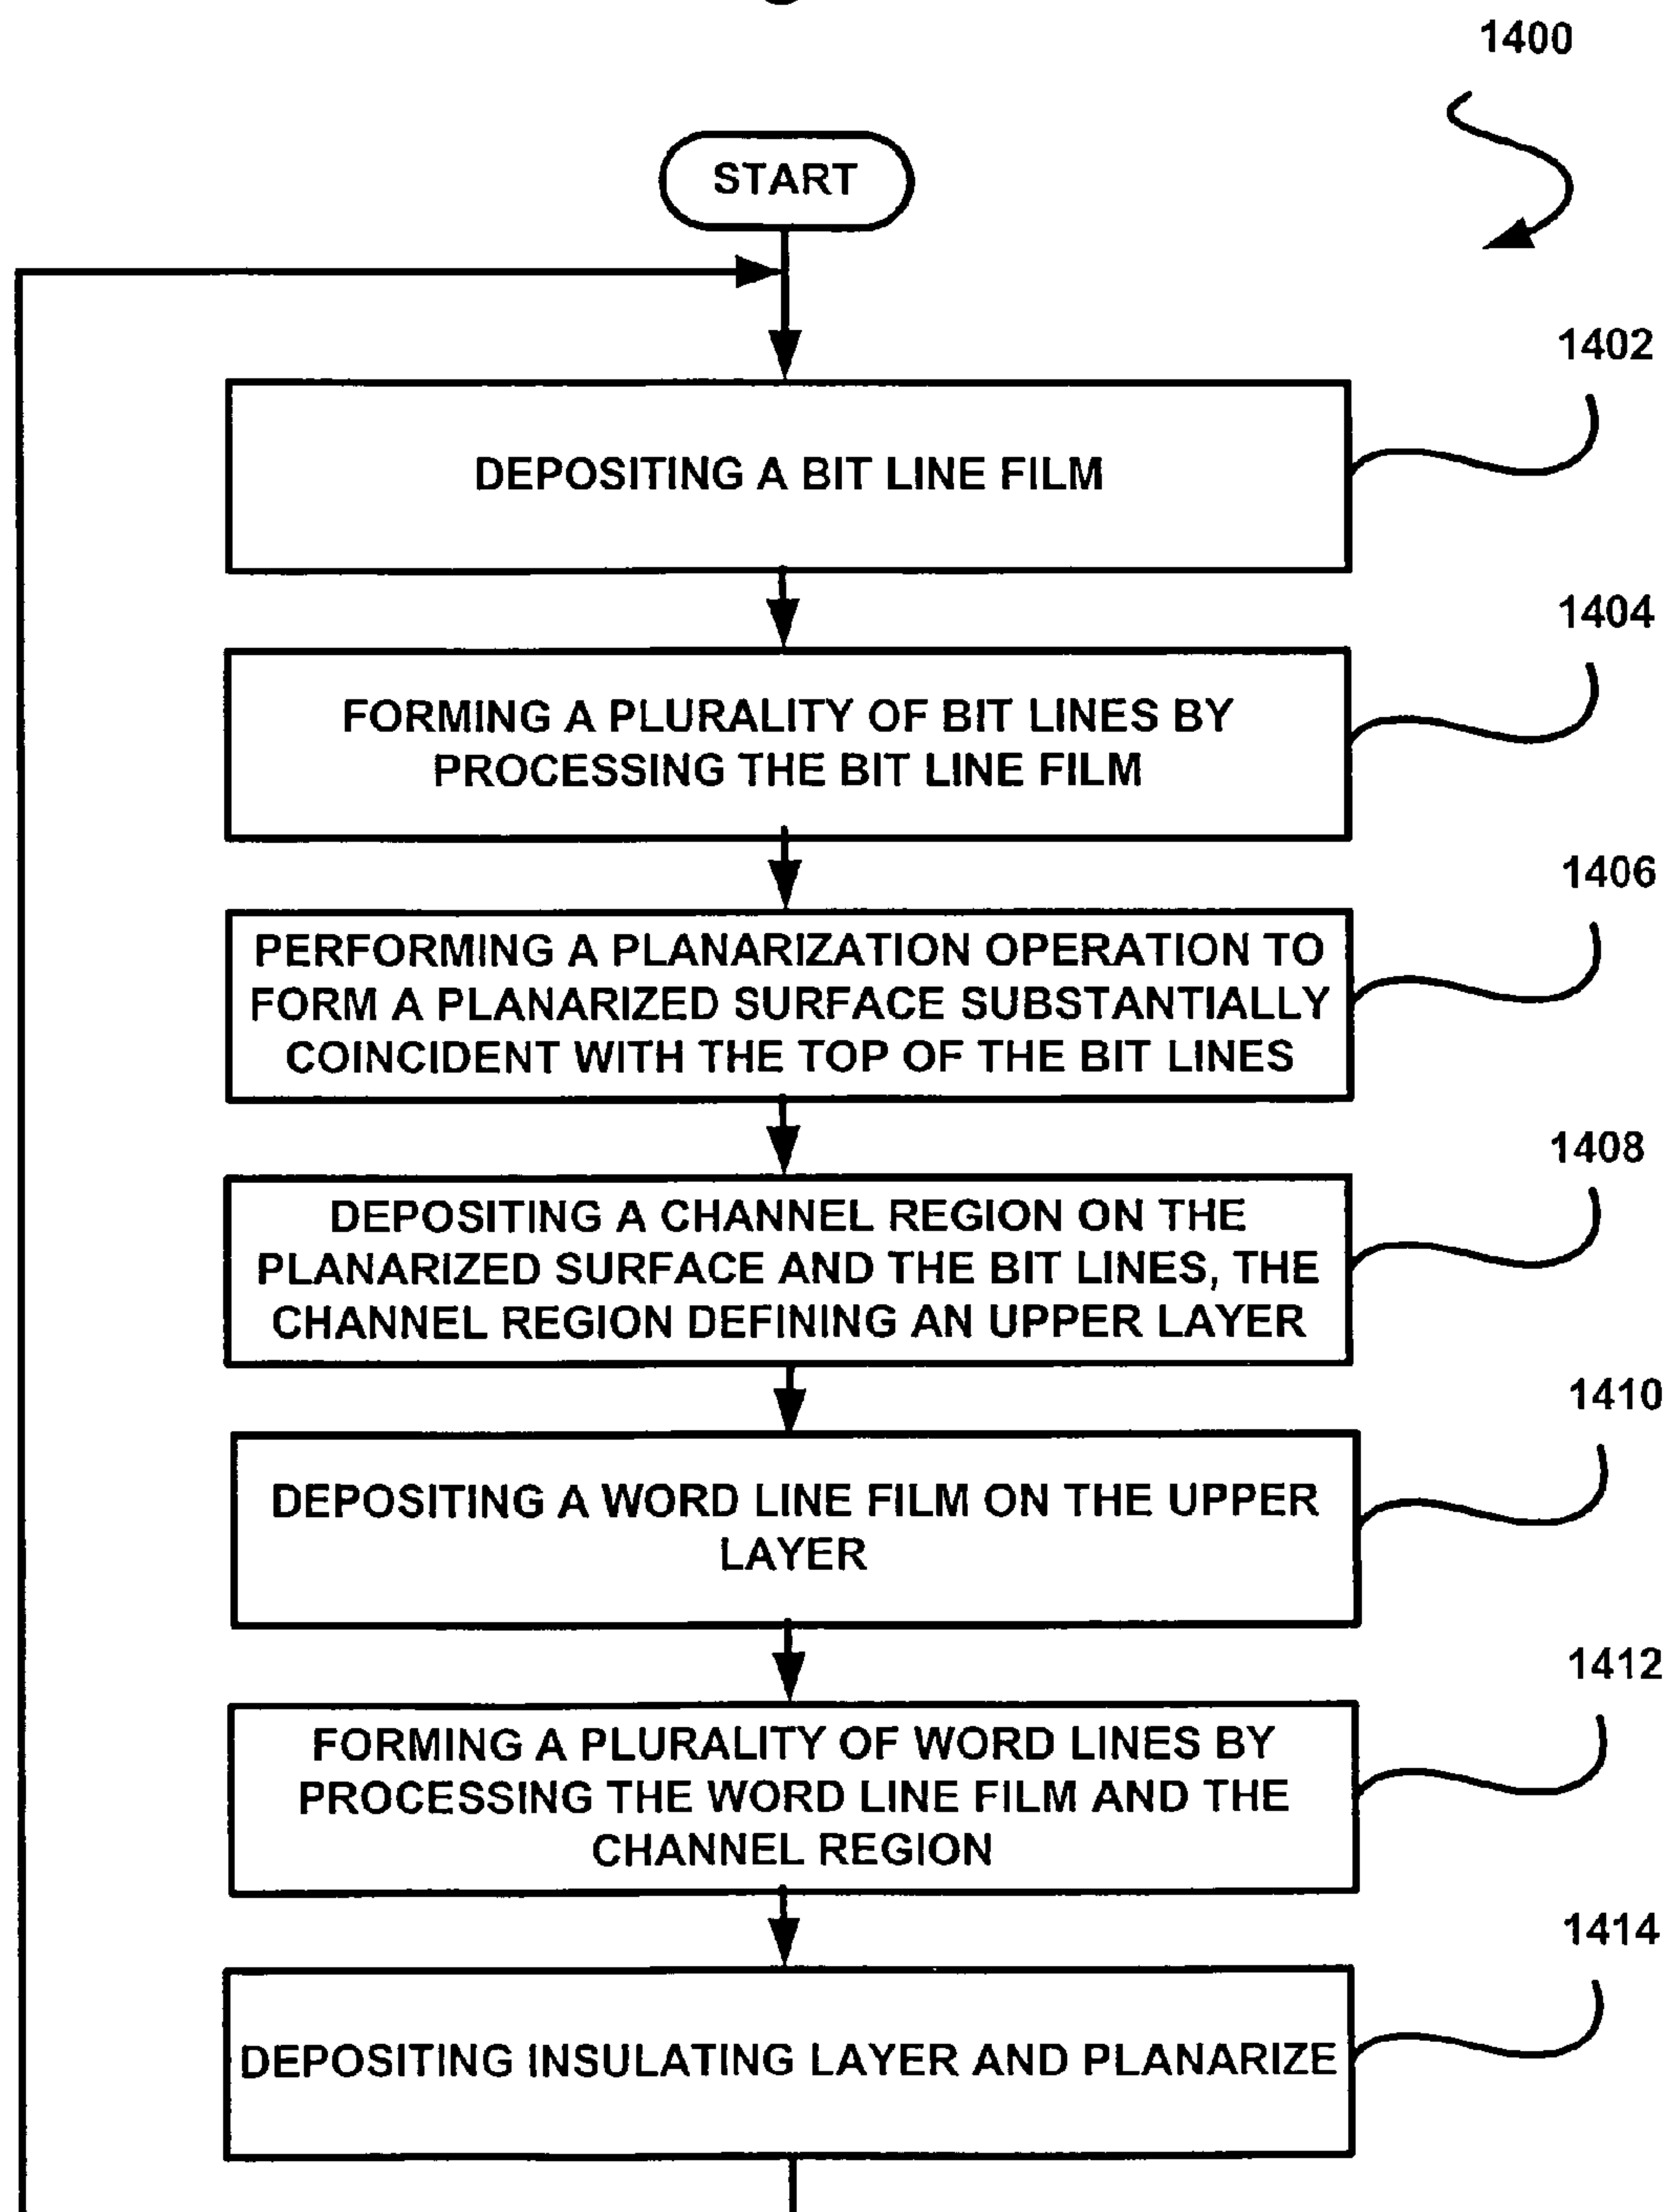 1400
START
1402
DEPOSITING A BIT LINE FILM
1404
FORMING A PLURALITY OF BIT LINES BY
PROCESSING THE BIT LINE FILM
1406
PERFORMING A PLANARIZATION OPERATION TO
FORM A PLANARIZED SURFACE SUBSTANTIALLY
COINCIDENT WITH THE TOP OF THE BIT LINES
1408
DEPOSITING A CHANNEL REGION ON THE
PLANARIZED SURFACE AND THE BIT LINES, THE
CHANNEL REGION DEFINING AN UPPER LAYER
1410
DEPOSITING A WORD LINE FILM ON THE UPPER
LAYER
1412
FORMING A PLURALITY OF WORD LINES BY
PROCESSING THE WORD LINE FILM AND THE
CHANNEL REGION
1414
DEPOSITING INSULATING LAYER AND PLANARIZE